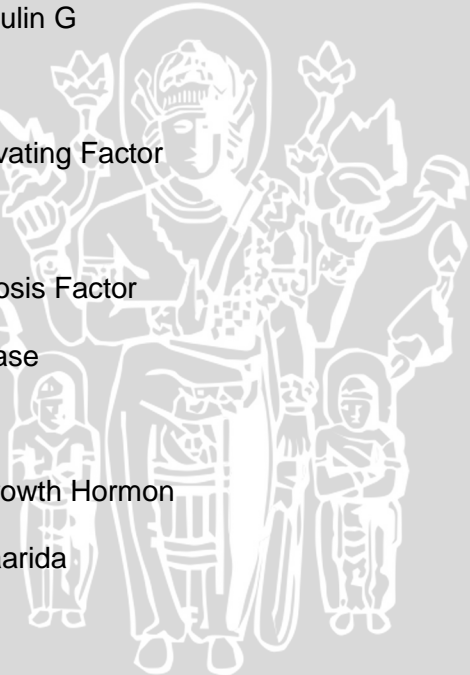 ulin G
vating Factor
osis Factor
ase
owth Hormon
arida